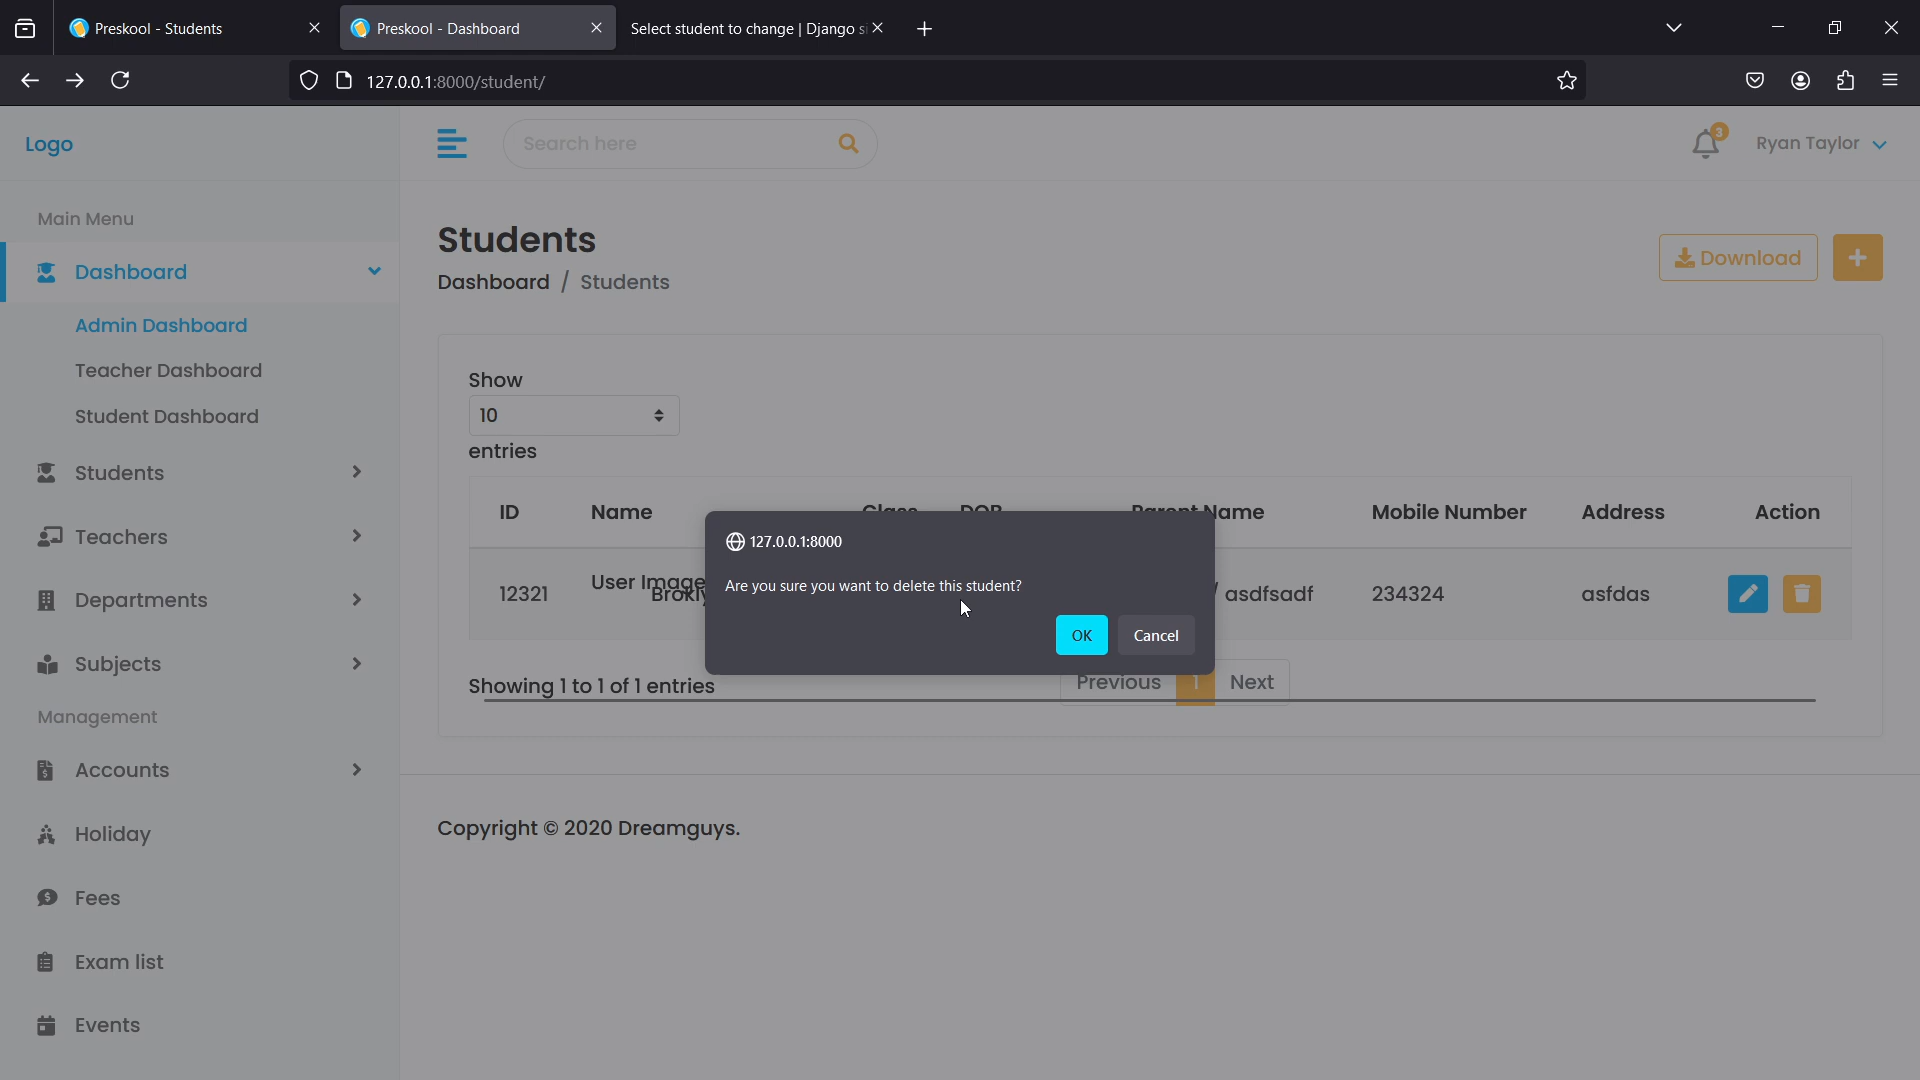 Preskool - Students
Preskool - Dashboard
Select student to change | Django
127.0.0.1:8000/student/
Logo
Search here
3
Ryan Taylor
Main Menu
Dashboard
Admin Dashboard
Teacher Dashboard
Student Dashboard
Students
Teachers
Departments
Subjects
Management
Accounts
Holiday
Fees
Exam list
Events
Students
Dashboard / Students
Download
Show
10
entries
ID Name Class DOB Parent Name Mobile Number Address Action
12321 User Image asdfsadf 234324 asfdas
127.0.0.1:8000
Are you sure you want to delete this student?
OK Cancel
Showing 1 to 1 of 1 entries
Previous 1 Next
Copyright © 2020 Dreamguys.